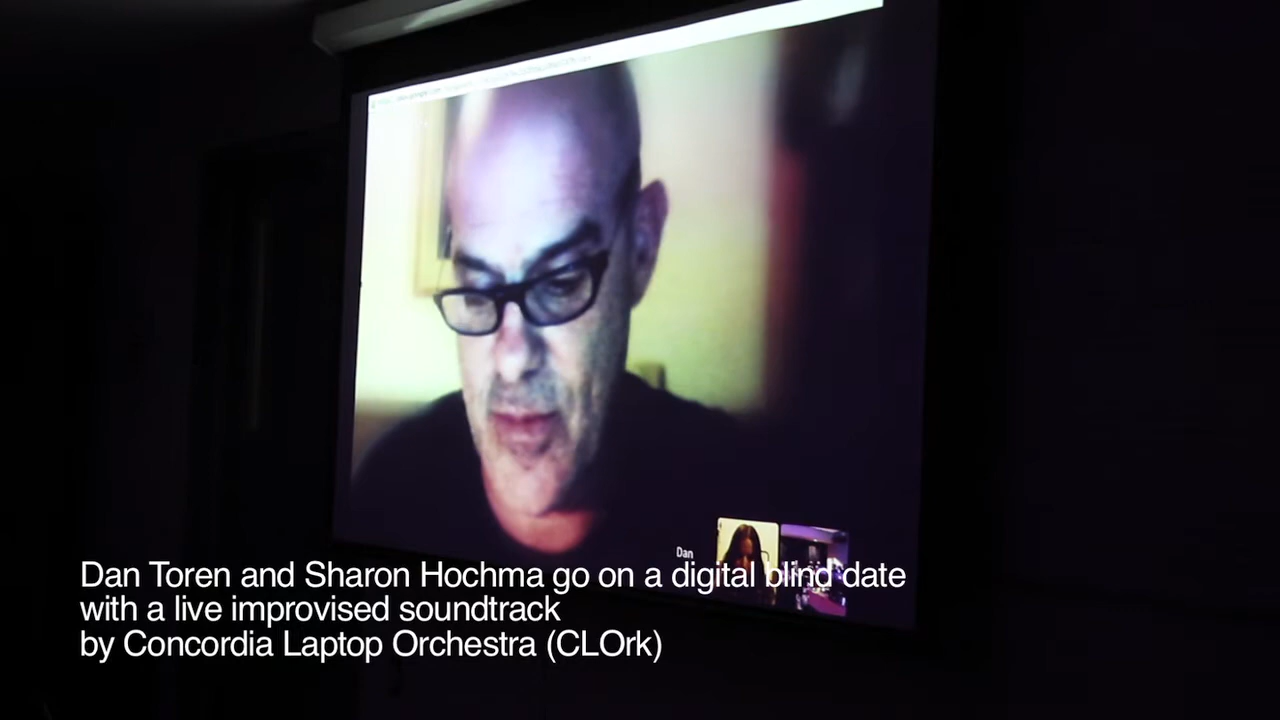 Dan
Dan Toren and Sharon Hochma go on a digital blind date
with a live improvised soundtrack
by Concordia Laptop Orchestra (CLOrk)